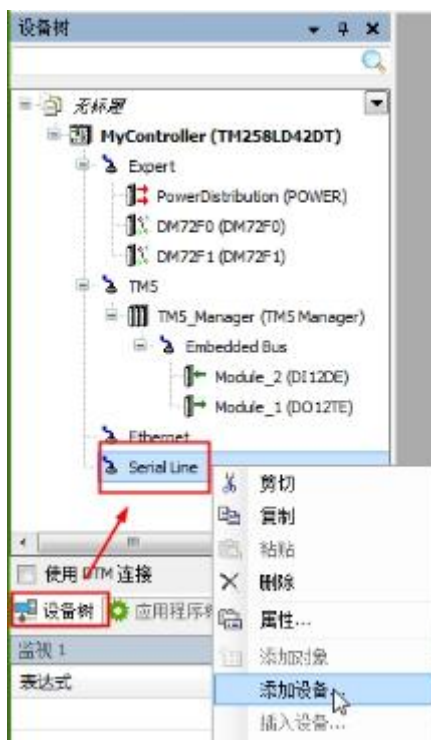 设备树
无标题
MyController (TM258LD42DT)
Expert
PowerDistribution (POWER)
DM72F0 (DM72F0)
DM72F1 (DM72F1)
TM5
TM5_Manager (TM5 Manager)
Embedded Bus
Module_2 (DI12DE)
Module_1 (DO12TE)
Ethernet
Serial Line
剪切
复制
粘贴
删除
属性...
添加对象
添加设备...
插入设备...
使用 DTM 连接
设备树
应用程序
监视 1
表达式